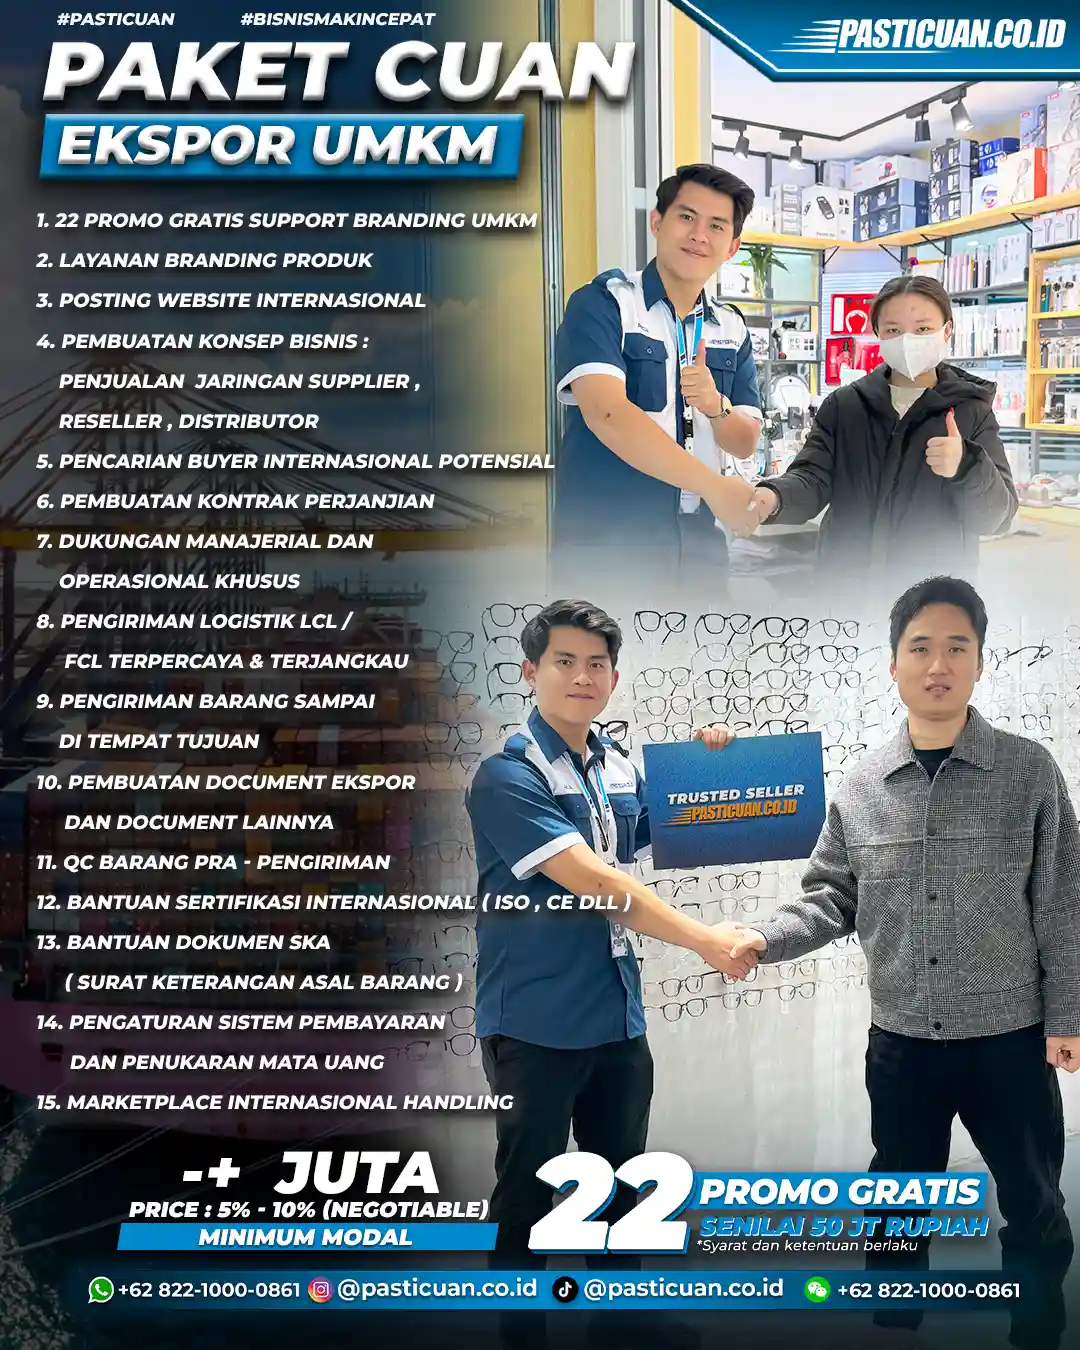 #PASTICUAN #BISNISMAKINCEPAT
PASTICUAN.CO.ID
PAKET CUAN
EKSPOR UMKM
1. 22 PROMO GRATIS SUPPORT BRANDING UMKM
2. LAYANAN BRANDING PRODUK
3. POSTING WEBSITE INTERNASIONAL
4. PEMBUATAN KONSEP BISNIS :
PENJUALAN JARINGAN SUPPLIER ,
RESELLER , DISTRIBUTOR
5. PENCARIAN BUYER INTERNASIONAL POTENSIAL
6. PEMBUATAN KONTRAK PERJANJIAN
7. DUKUNGAN MANAJERIAL DAN
OPERASIONAL KHUSUS
8. PENGIRIMAN LOGISTIK LCL /
FCL TERPERCAYA & TERJANGKAU
9. PENGIRIMAN BARANG SAMPAI
DI TEMPAT TUJUAN
10. PEMBUATAN DOCUMENT EKSPOR
DAN DOCUMENT LAINNYA
11. QC BARANG PRA - PENGIRIMAN
12. BANTUAN SERTIFIKASI INTERNASIONAL ( ISO , CE DLL )
13. BANTUAN DOKUMEN SKA
( SURAT KETERANGAN ASAL BARANG )
14. PENGATURAN SISTEM PEMBAYARAN
DAN PENUKARAN MATA UANG
15. MARKETPLACE INTERNASIONAL HANDLING
TRUSTED SELLER
PASTICUAN.CO.ID
-+ JUTA
PRICE : 5% - 10% (NEGOTIABLE)
MINIMUM MODAL
22 PROMO GRATIS
SENILAI 50 JT RUPIAH
*Syarat dan ketentuan berlaku
+62 822-1000-0861 @pasticuan.co.id @pasticuan.co.id +62 822-1000-0861